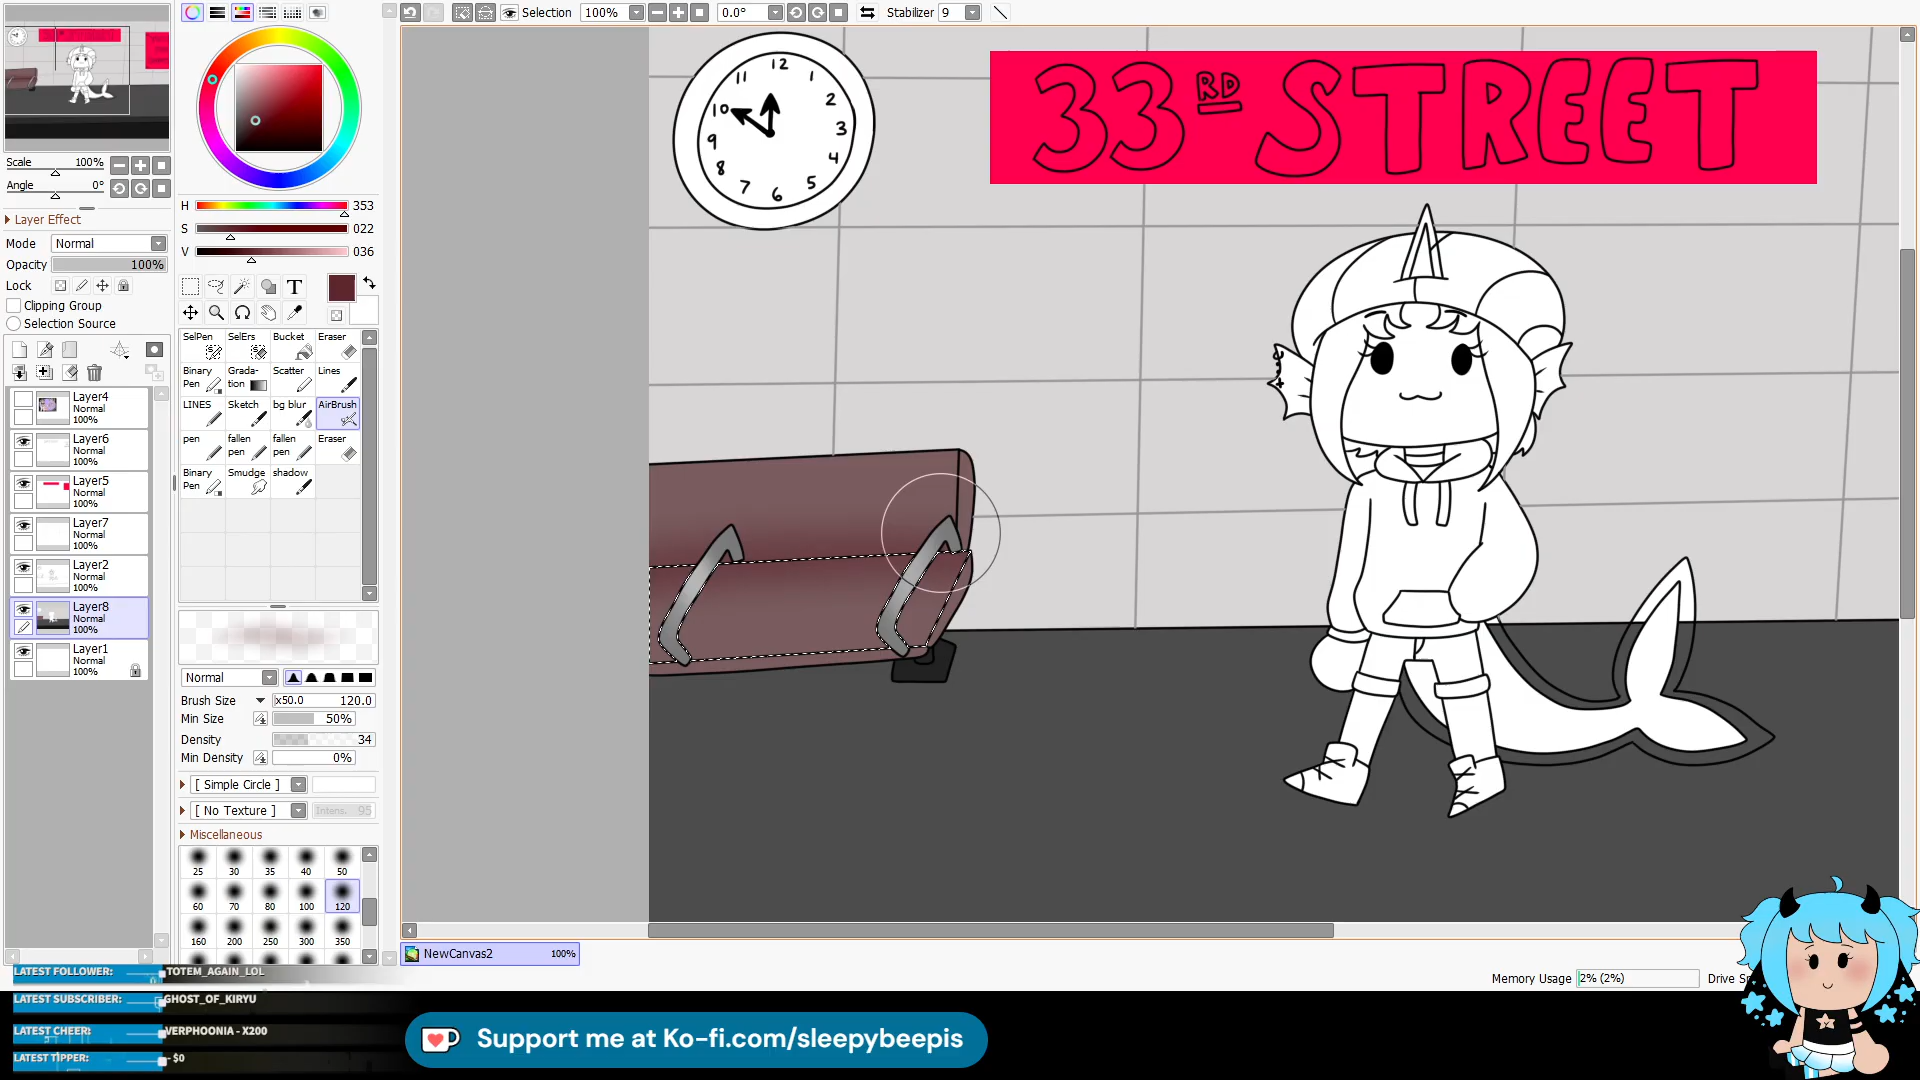 Selection 100% 0.0° Stabilizer 9
Scale 100%
Angle 0°
Layer Effect
Mode Normal
Opacity 100%
Lock
Clipping Group
Selection Source
Layer4
Normal
100%
Layer6
Normal
100%
Layer5
Normal
100%
Layer7
Normal
100%
Layer2
Normal
100%
Layer8
Normal
100%
Layer1
Normal
100%
H 353
S 022
V 036
T
SelPen SelErs Bucket Eraser
Binary Pen Grada-tion Scatter Lines
LINES Sketch bg blur AirBrush
pen fallen pen fallen pen Eraser
Binary Pen Smudge shadow
Normal
Brush Size x50.0 120.0
Min Size 50%
Density 34
Min Density 0%
[ Simple Circle ]
[ No Texture ] Intens. 95
Miscellaneous
25 30 35 40 50
60 70 80 100 120
160 200 250 300 350
12
1
2
3
4
5
6
7
8
9
10
11
33RD STREET
NewCanvas2 100%
Memory Usage 2% (2%) Drive
LATEST FOLLOWER: TOTEM_AGAIN_LOL
LATEST SUBSCRIBER: GHOST_OF_KIRYU
LATEST CHEER: VERPHOONIA - X200
LATEST TIPPER: - $0
Support me at Ko-fi.com/sleepybeepis